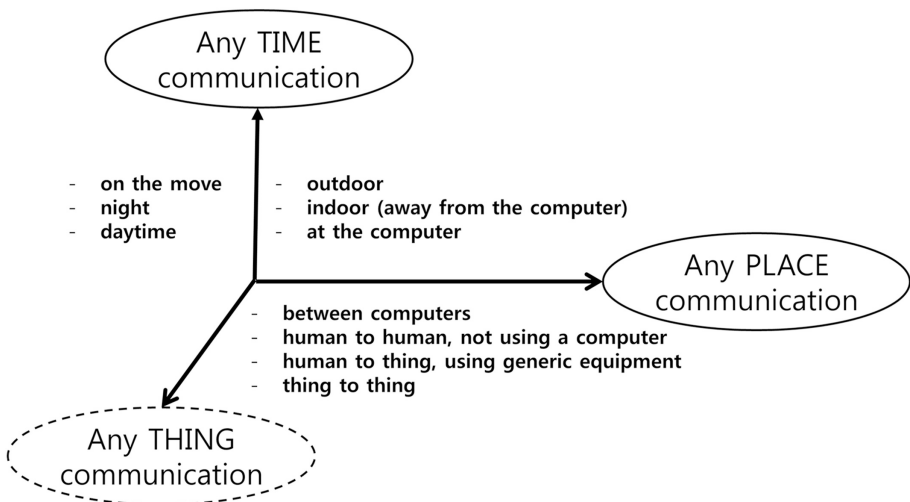 Any TIME
communication
- on the move
- night
- daytime
- outdoor
- indoor (away from the computer)
- at the computer
Any PLACE
communication
- between computers
- human to human, not using a computer
- human to thing, using generic equipment
- thing to thing
Any THING
communication